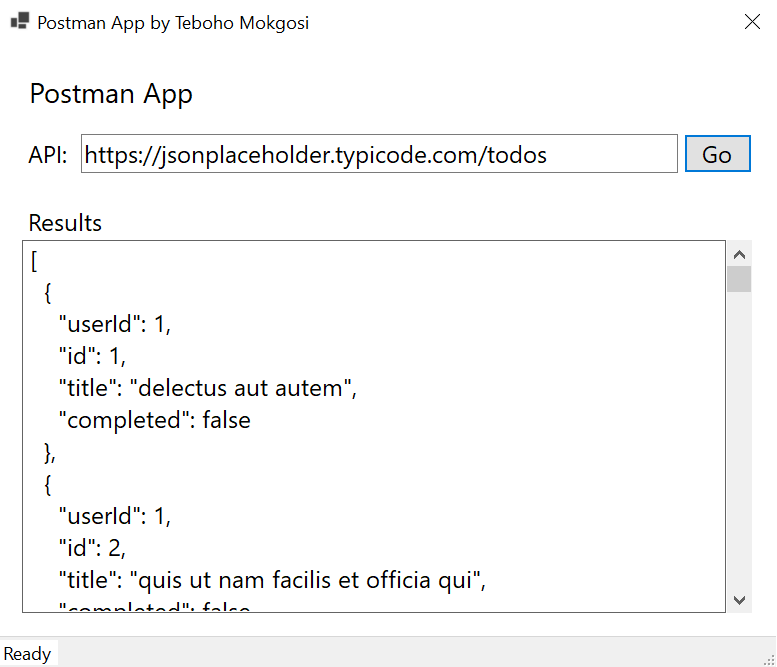 Postman App by Teboho Mokgosi
Postman App
API: https://jsonplaceholder.typicode.com/todos Go
Results
[
{
"userId": 1,
"id": 1,
"title": "delectus aut autem",
"completed": false
},
{
"userId": 1,
"id": 2,
"title": "quis ut nam facilis et officia qui",
"completed": false
Ready